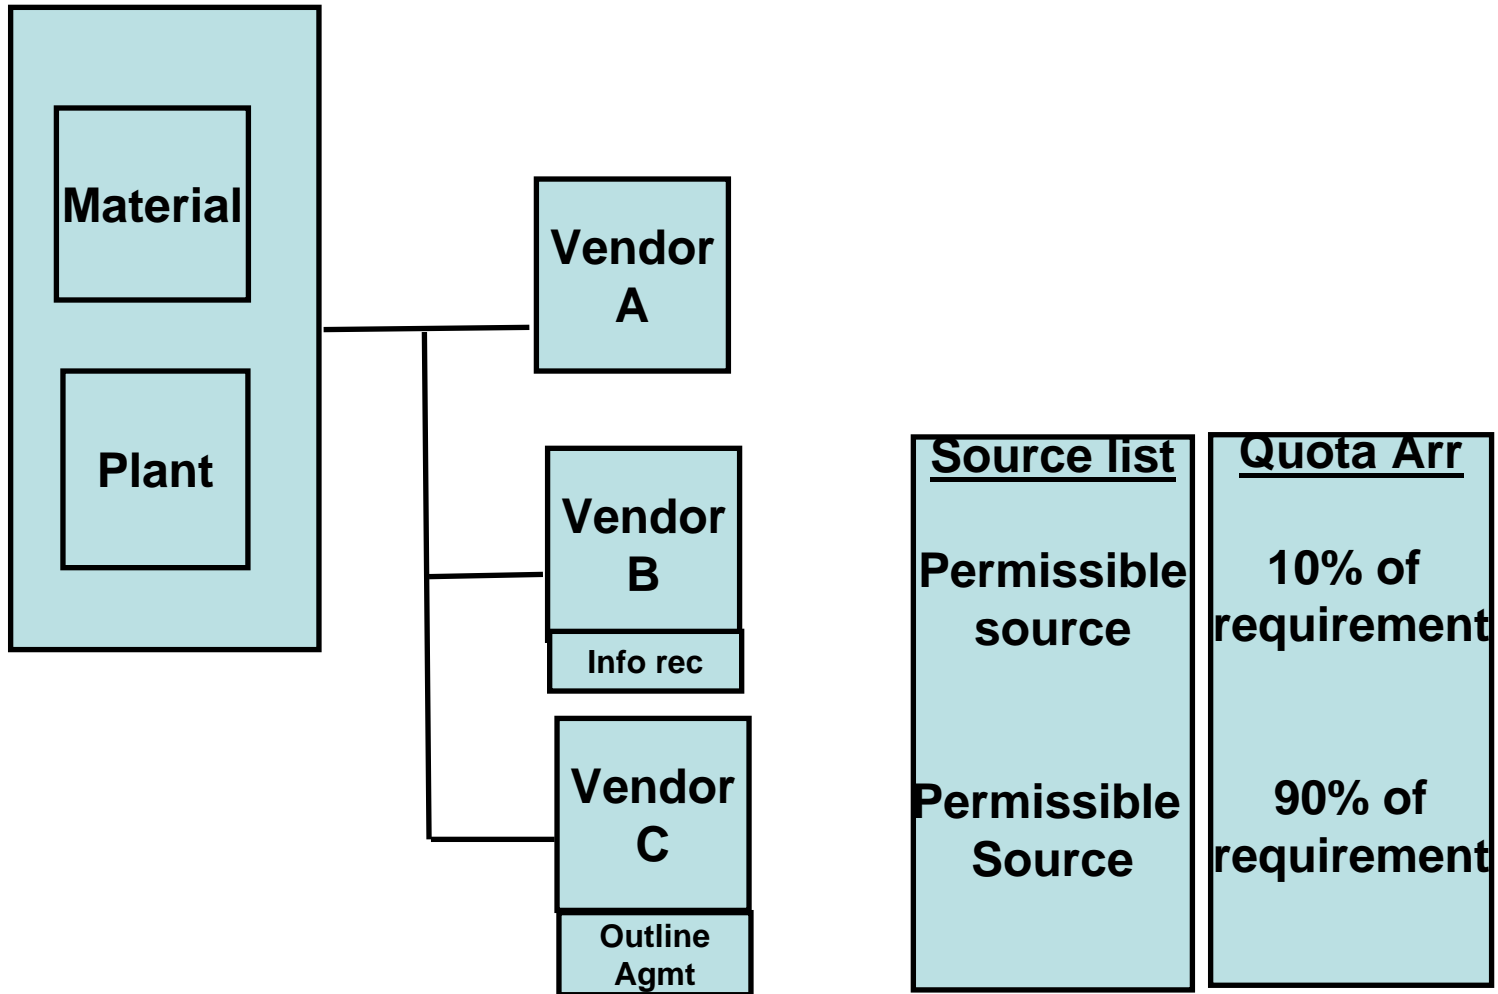 Material
Plant
Vendor
A
Vendor
B
Info rec
Vendor
C
Outline
Agmt
Source list
Permissible
source
Permissible
Source
Quota Arr
10% of
requirement
90% of
requirement